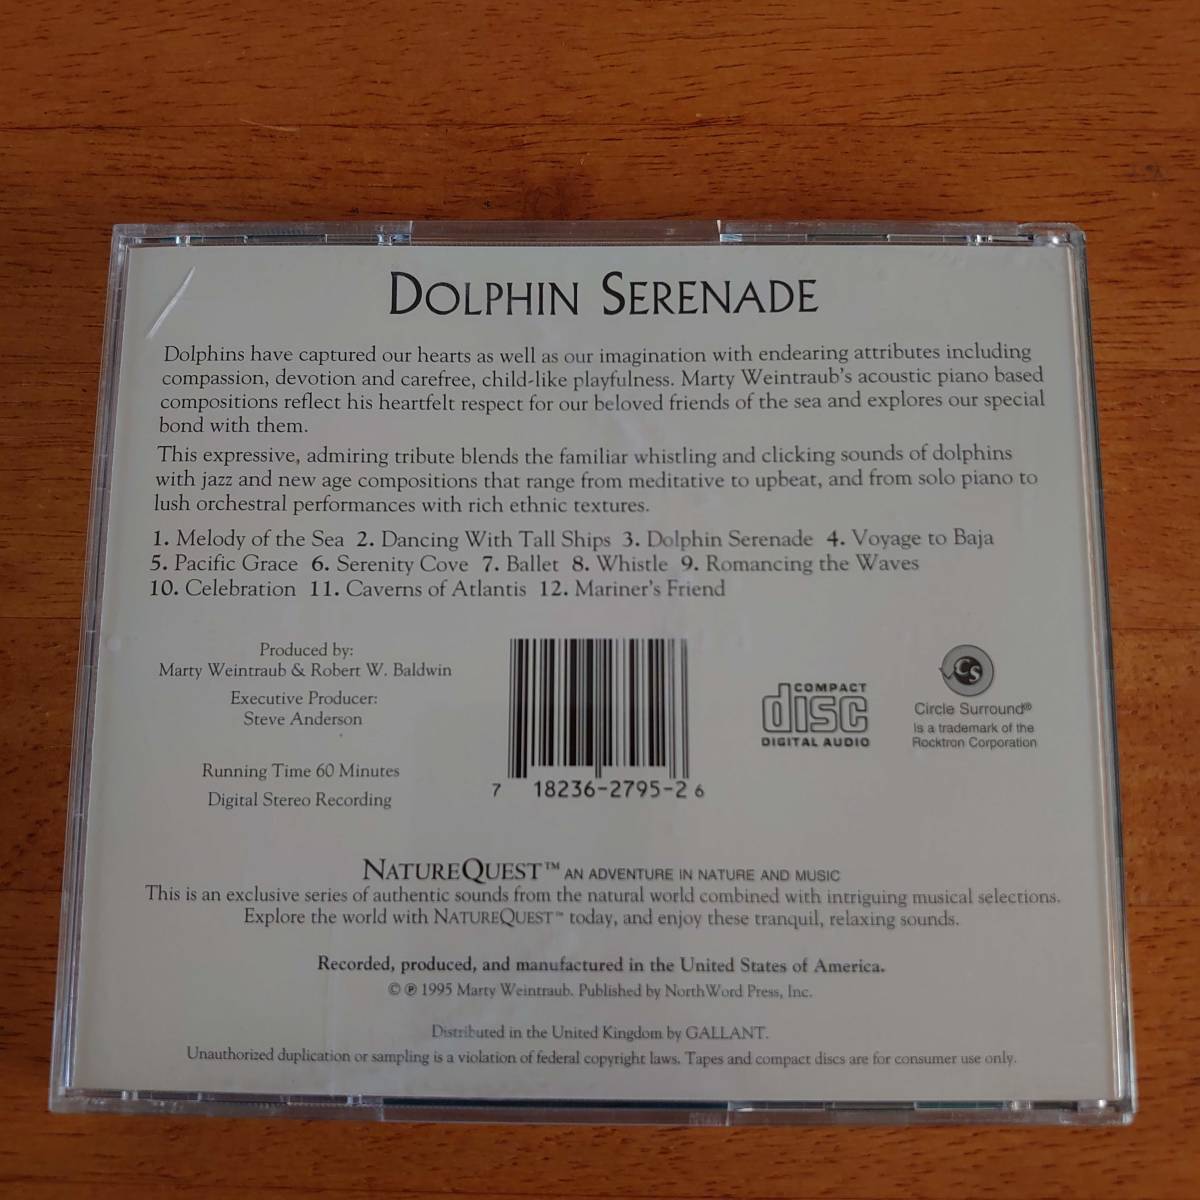 DOLPHIN SERENADE
Dolphins have captured our hearts as well as our imagination with endearing attributes including
compassion, devotion and carefree, child-like playfulness. Marty Weintraub's acoustic piano based
compositions reflect his heartfelt respect for our beloved friends of the sea and explores our special
bond with them.
This expressive, admiring tribute blends the familiar whistling and clicking sounds of dolphins
with jazz and new age compositions that range from meditative to upbeat, and from solo piano to
lush orchestral performances with rich ethnic textures.
1. Melody of the Sea 2. Dancing With Tall Ships 3. Dolphin Serenade 4. Voyage to Baja
5. Pacific Grace 6. Serenity Cove 7. Ballet 8. Whistle 9. Romancing the Waves
10. Celebration 11. Caverns of Atlantis 12. Mariner's Friend
Produced by:
Marty Weintraub & Robert W. Baldwin
Executive Producer:
Steve Anderson
Running Time 60 Minutes
Digital Stereo Recording
7 18236-2795-2 6
COMPACT
disc
DIGITAL AUDIO
CS
Circle Surround®
Is a trademark of the
Rocktron Corporation
NATUREQUEST™ AN ADVENTURE IN NATURE AND MUSIC
This is an exclusive series of authentic sounds from the natural world combined with intriguing musical selections.
Explore the world with NATUREQUEST™ today, and enjoy these tranquil, relaxing sounds.
Recorded, produced, and manufactured in the United States of America.
© ℗ 1995 Marty Weintraub. Published by NorthWord Press, Inc.
Distributed in the United Kingdom by GALLANT.
Unauthorized duplication or sampling is a violation of federal copyright laws. Tapes and compact discs are for consumer use only.